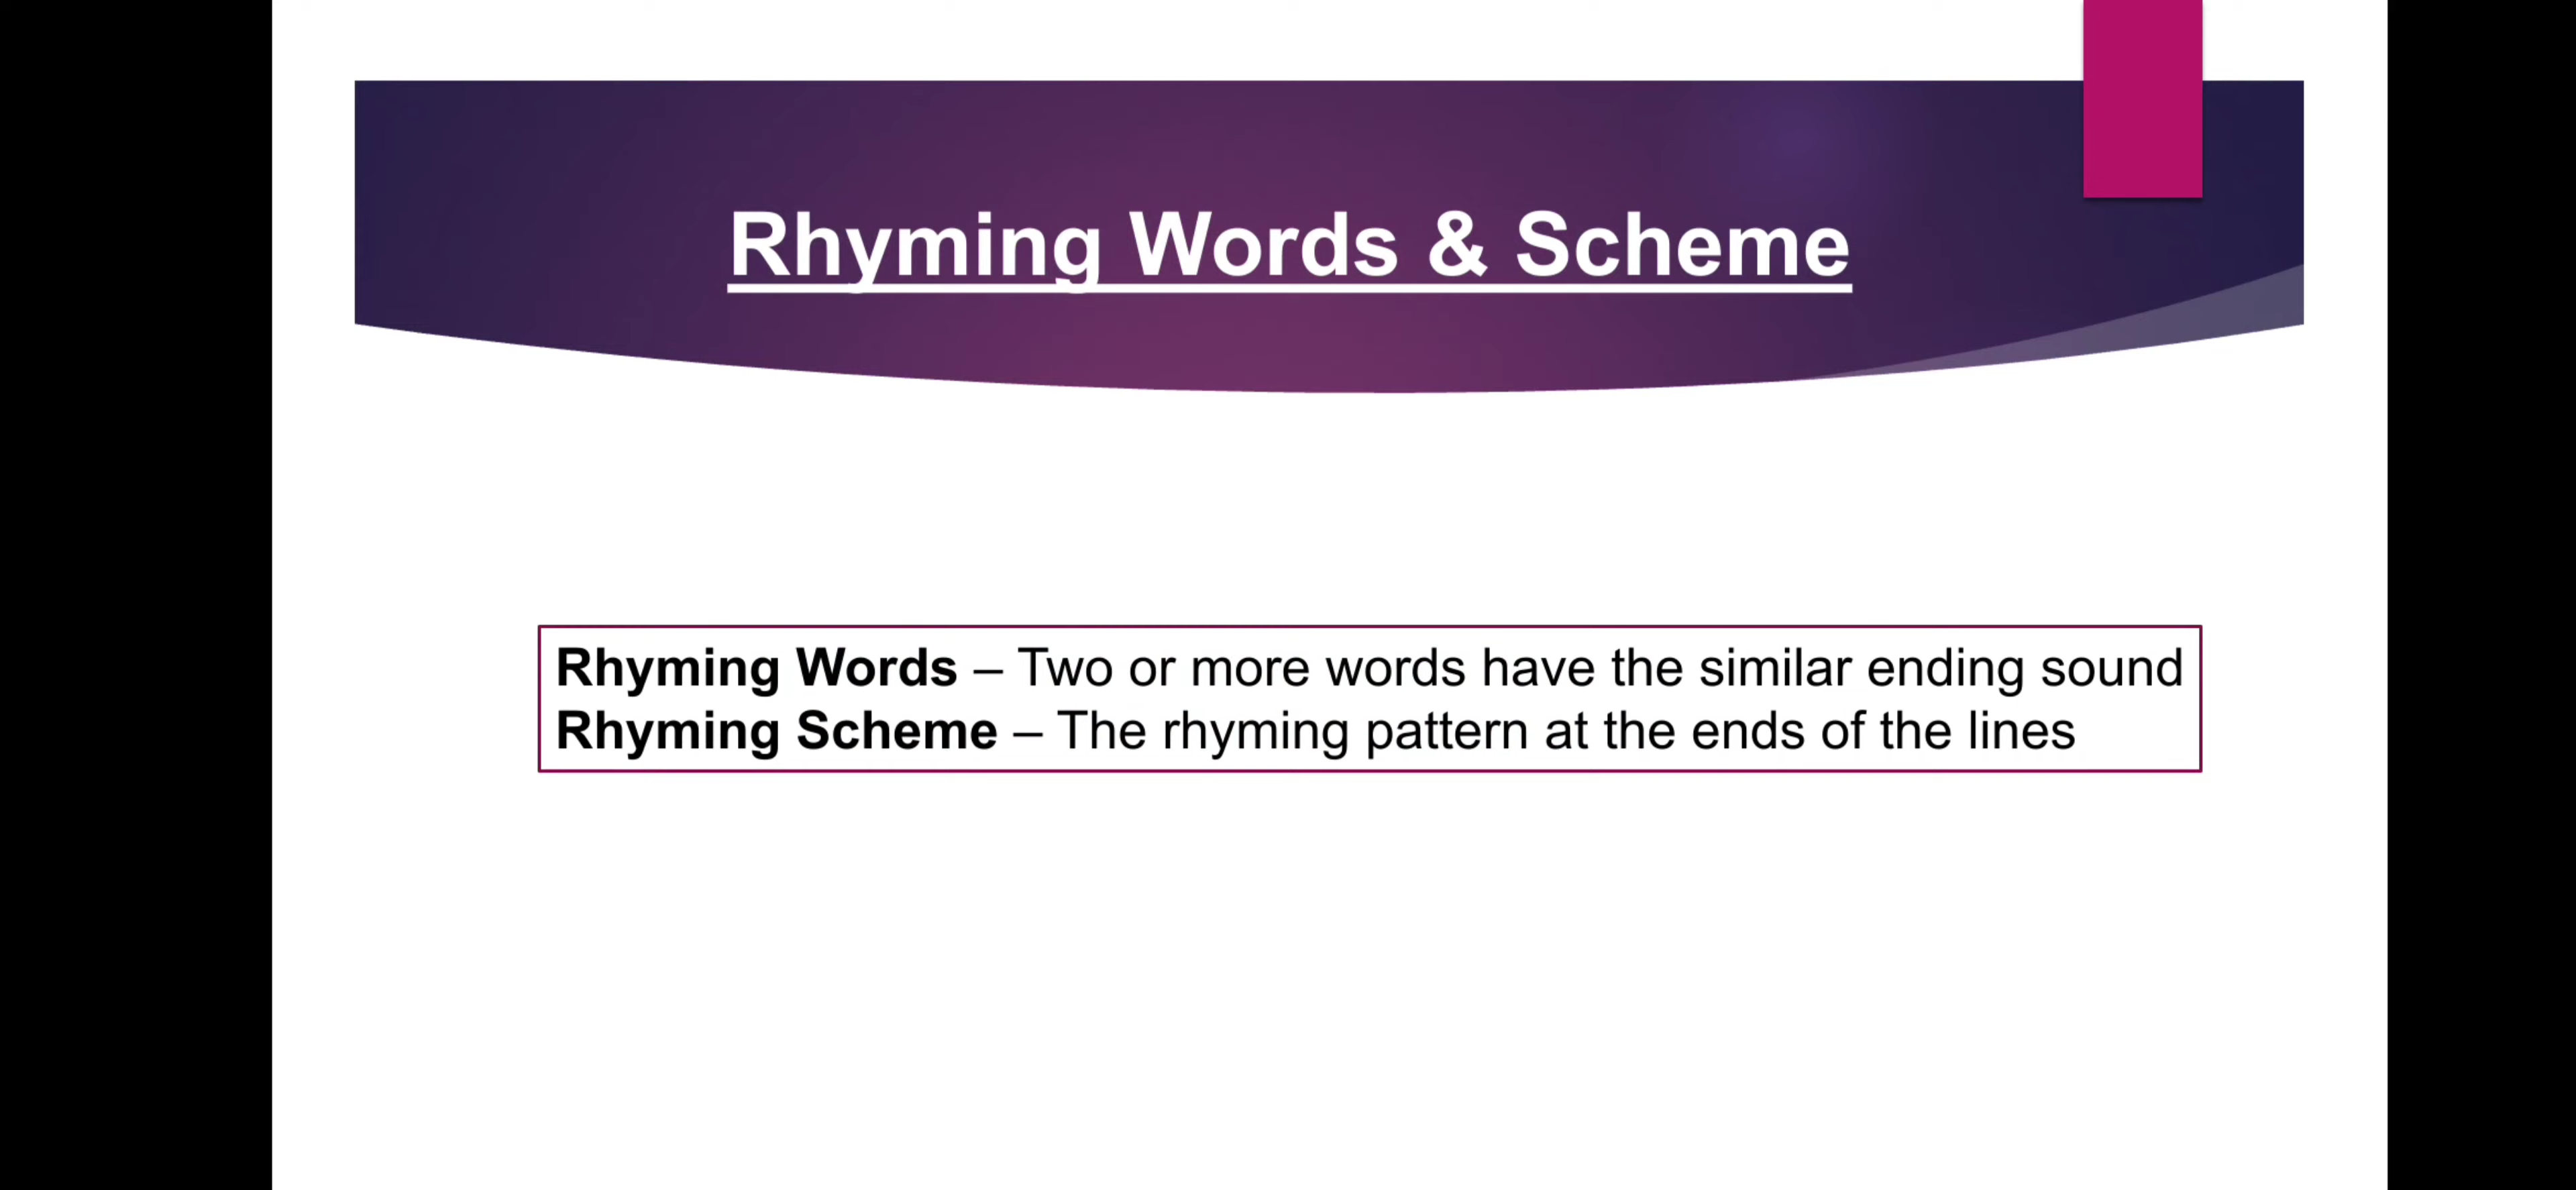 Rhyming Words & Scheme
Rhyming Words – Two or more words have the similar ending sound
Rhyming Scheme – The rhyming pattern at the ends of the lines